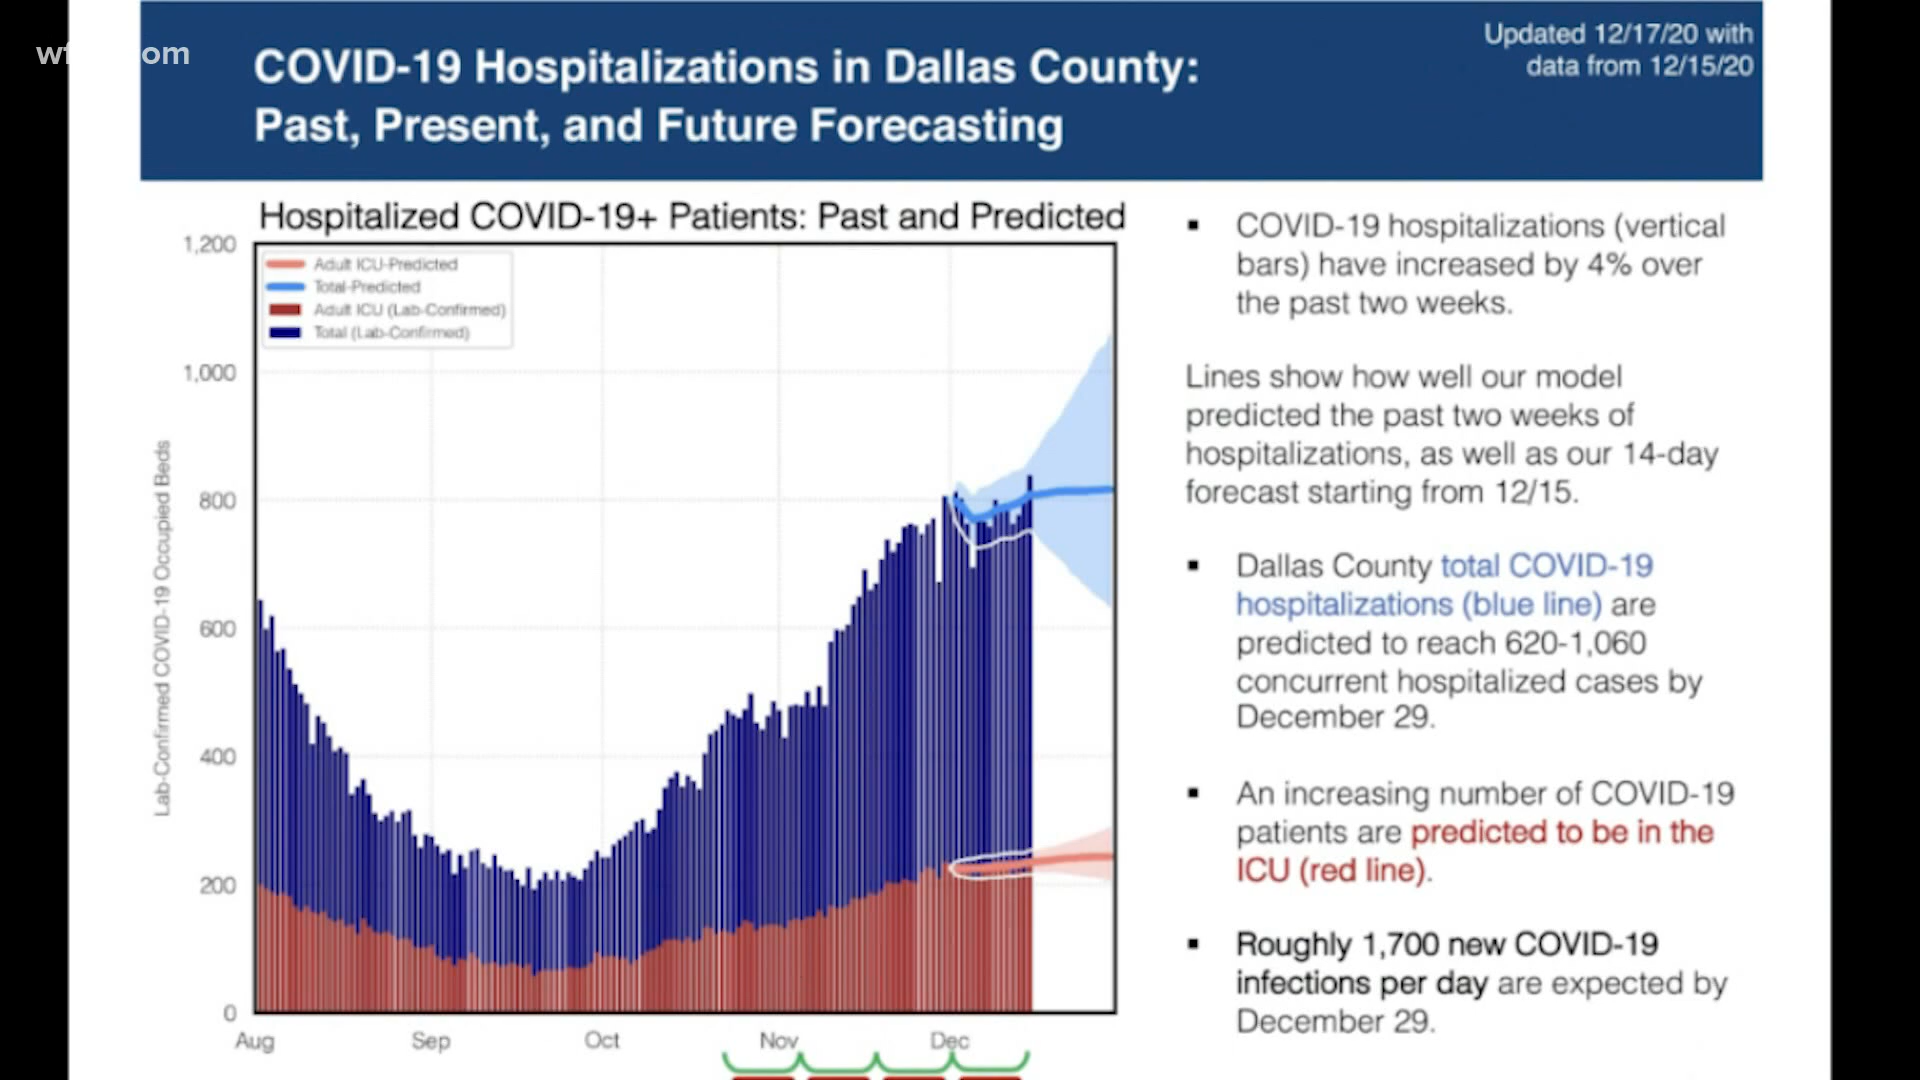 COVID-19 Hospitalizations in Dallas County:
Past, Present, and Future Forecasting
Updated 12/17/20 with
data from 12/15/20
Hospitalized COVID-19+ Patients: Past and Predicted
Adult ICU-Predicted
Total-Predicted
Adult ICU (Lab-Confirmed)
Total (Lab-Confirmed)
Lab-Confirmed COVID-19 Occupied Beds
1,200
1,000
800
600
400
200
0
Aug Sep Oct Nov Dec
▪ COVID-19 hospitalizations (vertical
bars) have increased by 4% over
the past two weeks.
Lines show how well our model
predicted the past two weeks of
hospitalizations, as well as our 14-day
forecast starting from 12/15.
▪ Dallas County total COVID-19
hospitalizations (blue line) are
predicted to reach 620-1,060
concurrent hospitalized cases by
December 29.
▪ An increasing number of COVID-19
patients are predicted to be in the
ICU (red line).
▪ Roughly 1,700 new COVID-19
infections per day are expected by
December 29.